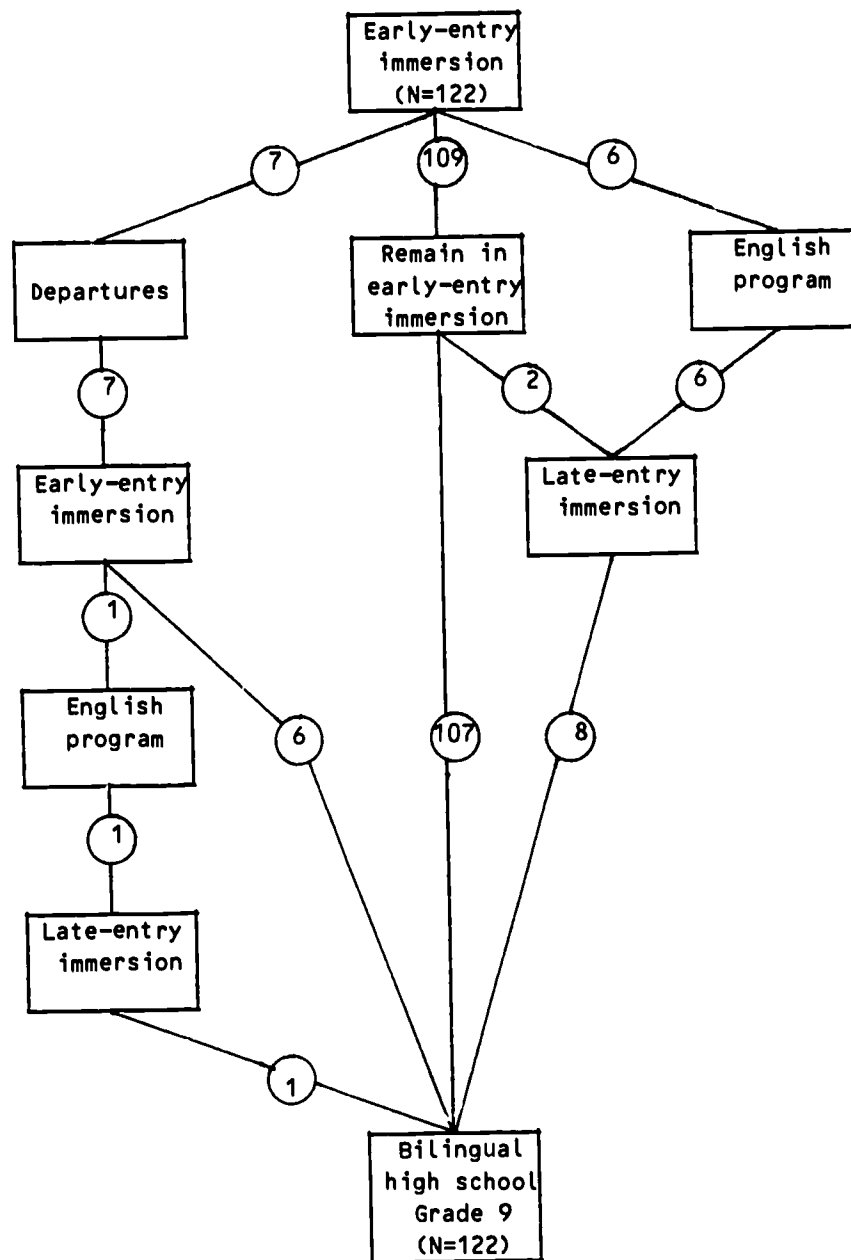 Early-entry
immersion
(N=122)
7
109
6
Departures
Remain in
early-entry
immersion
English
program
7
2
6
Early-entry
immersion
Late-entry
immersion
1
English
program
6
107
8
1
Late-entry
immersion
1
Bilingual
high school
Grade 9
(N=122)